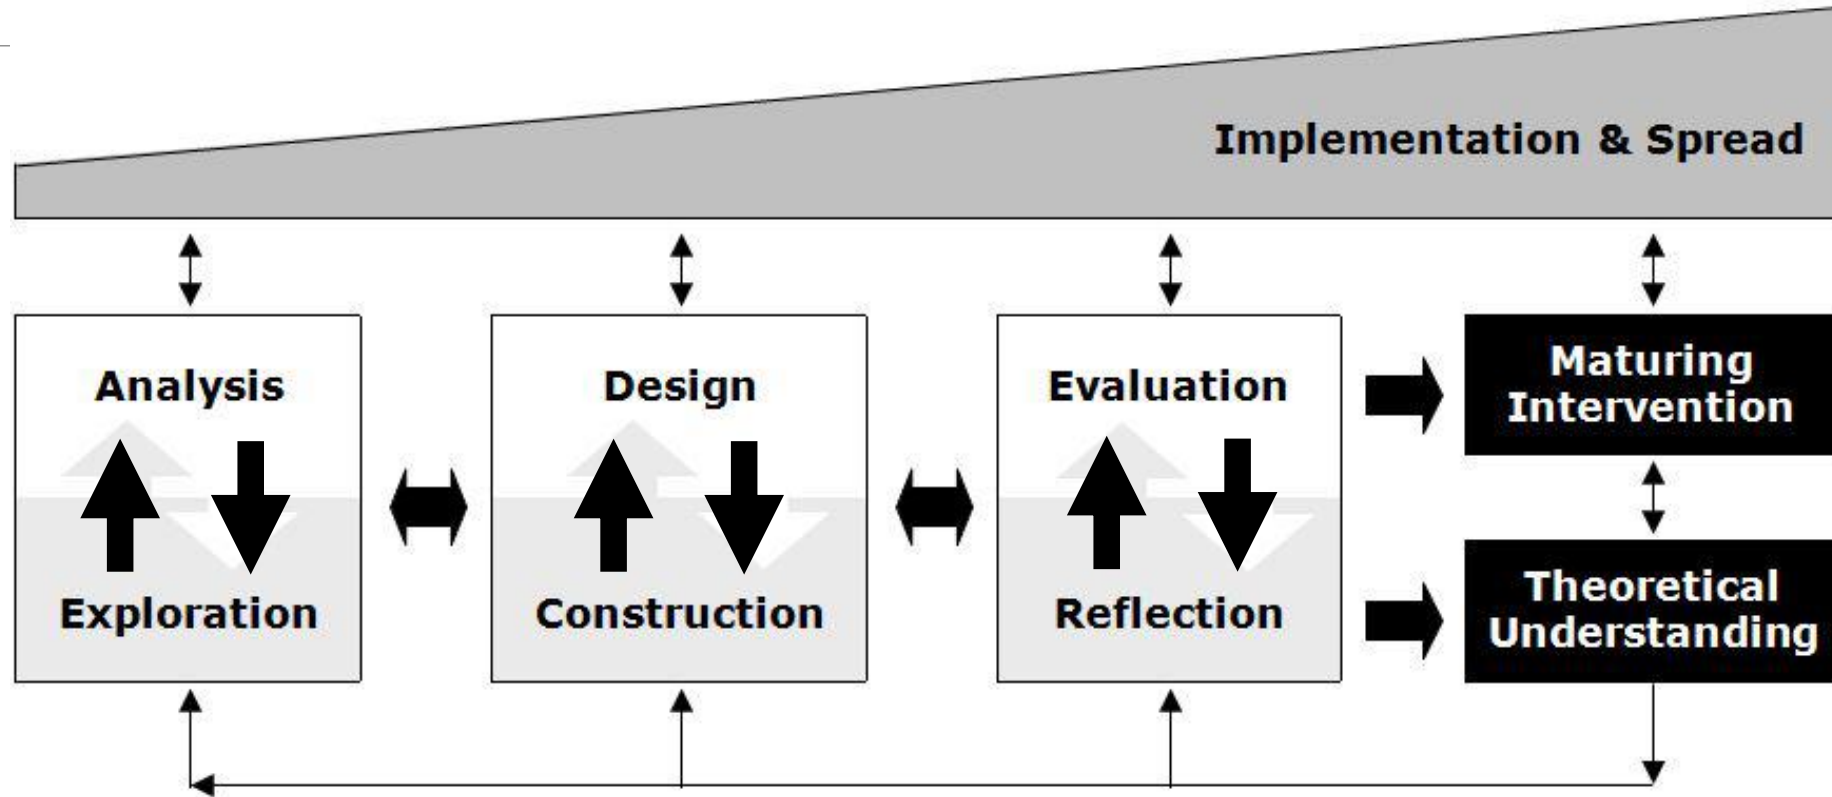 Implementation & Spread
Analysis
Exploration
Design
Construction
Evaluation
Reflection
Maturing
Intervention
Theoretical
Understanding